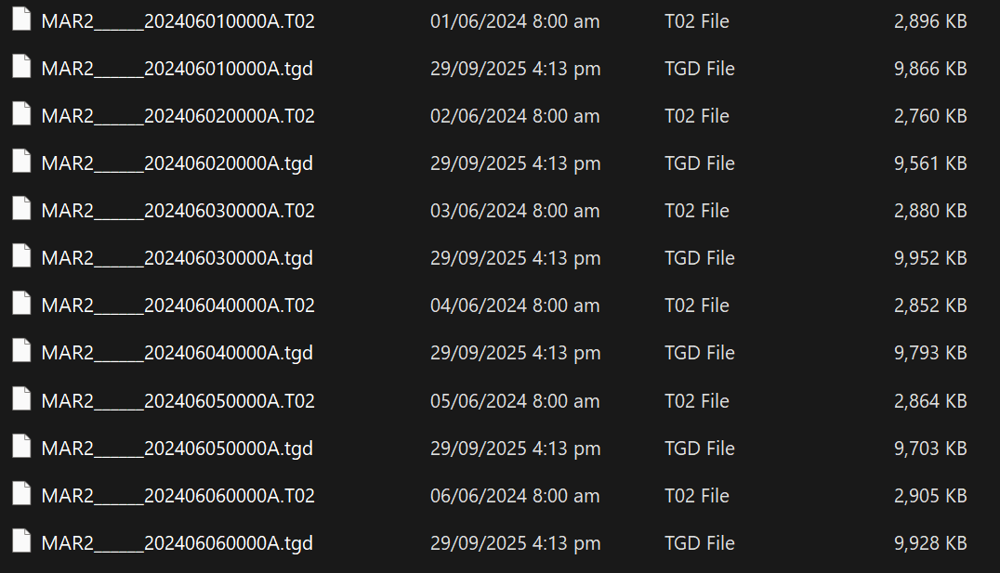 MAR2______202406010000A.T02 01/06/2024 8:00 am T02 File 2,896 KB
MAR2______202406010000A.tgd 29/09/2025 4:13 pm TGD File 9,866 KB
MAR2______202406020000A.T02 02/06/2024 8:00 am T02 File 2,760 KB
MAR2______202406020000A.tgd 29/09/2025 4:13 pm TGD File 9,561 KB
MAR2______202406030000A.T02 03/06/2024 8:00 am T02 File 2,880 KB
MAR2______202406030000A.tgd 29/09/2025 4:13 pm TGD File 9,952 KB
MAR2______202406040000A.T02 04/06/2024 8:00 am T02 File 2,852 KB
MAR2______202406040000A.tgd 29/09/2025 4:13 pm TGD File 9,793 KB
MAR2______202406050000A.T02 05/06/2024 8:00 am T02 File 2,864 KB
MAR2______202406050000A.tgd 29/09/2025 4:13 pm TGD File 9,703 KB
MAR2______202406060000A.T02 06/06/2024 8:00 am T02 File 2,905 KB
MAR2______202406060000A.tgd 29/09/2025 4:13 pm TGD File 9,928 KB